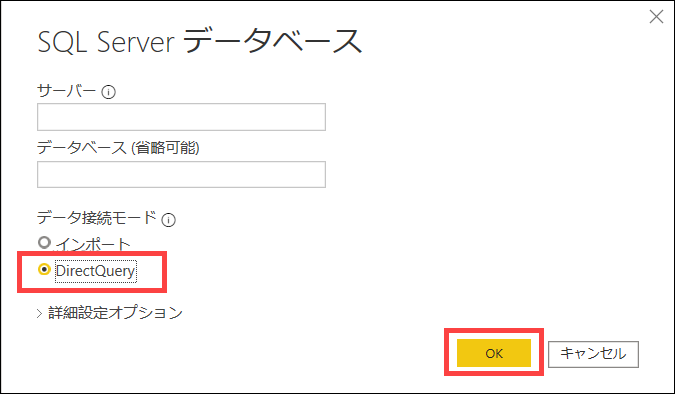 SQL Server データベース
サーバー
データベース (省略可能)
データ接続モード
インポート
DirectQuery
詳細設定オプション
OK
キャンセル